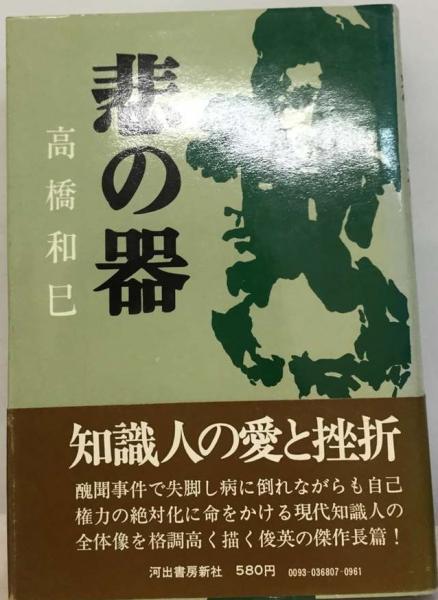 悲の器
高橋和巳
知識人の愛と挫折
醜聞事件で失脚し病に倒れながらも自己
権力の絶対化に命をかける現代知識人の
全体像を格調高く描く俊英の傑作長篇！
河出書房新社 580円 0093-036807-0961